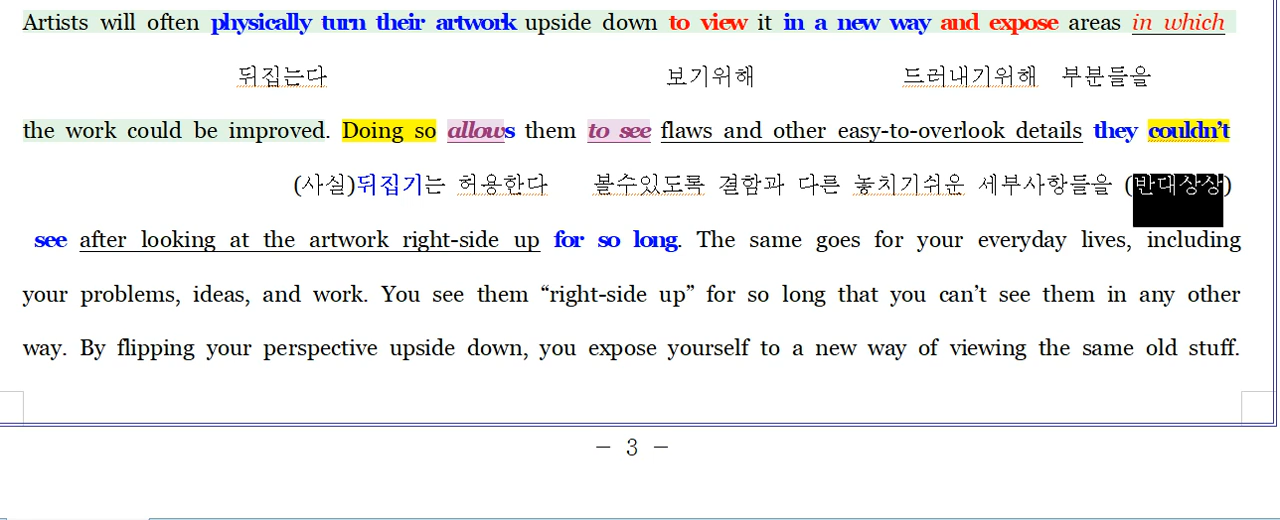 Artists will often physically turn their artwork upside down to view it in a new way and expose areas in which
뒤집는다 보기위해 드러내기위해 부분들을
the work could be improved. Doing so allows them to see flaws and other easy-to-overlook details they couldn't
(사실)뒤집기는 허용한다 볼수있도록 결함과 다른 놓치기쉬운 세부사항들을 (반대상상)
see after looking at the artwork right-side up for so long. The same goes for your everyday lives, including
your problems, ideas, and work. You see them “right-side up” for so long that you can't see them in any other
way. By flipping your perspective upside down, you expose yourself to a new way of viewing the same old stuff.
- 3 -